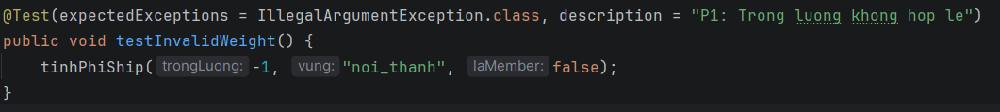 @Test(expectedExceptions = IllegalArgumentException.class, description = "P1: Trong luong khong hop le")
public void testInvalidWeight() {
    tinhPhiShip( trongLuong: -1, vung: "noi_thanh", laMember: false);
}